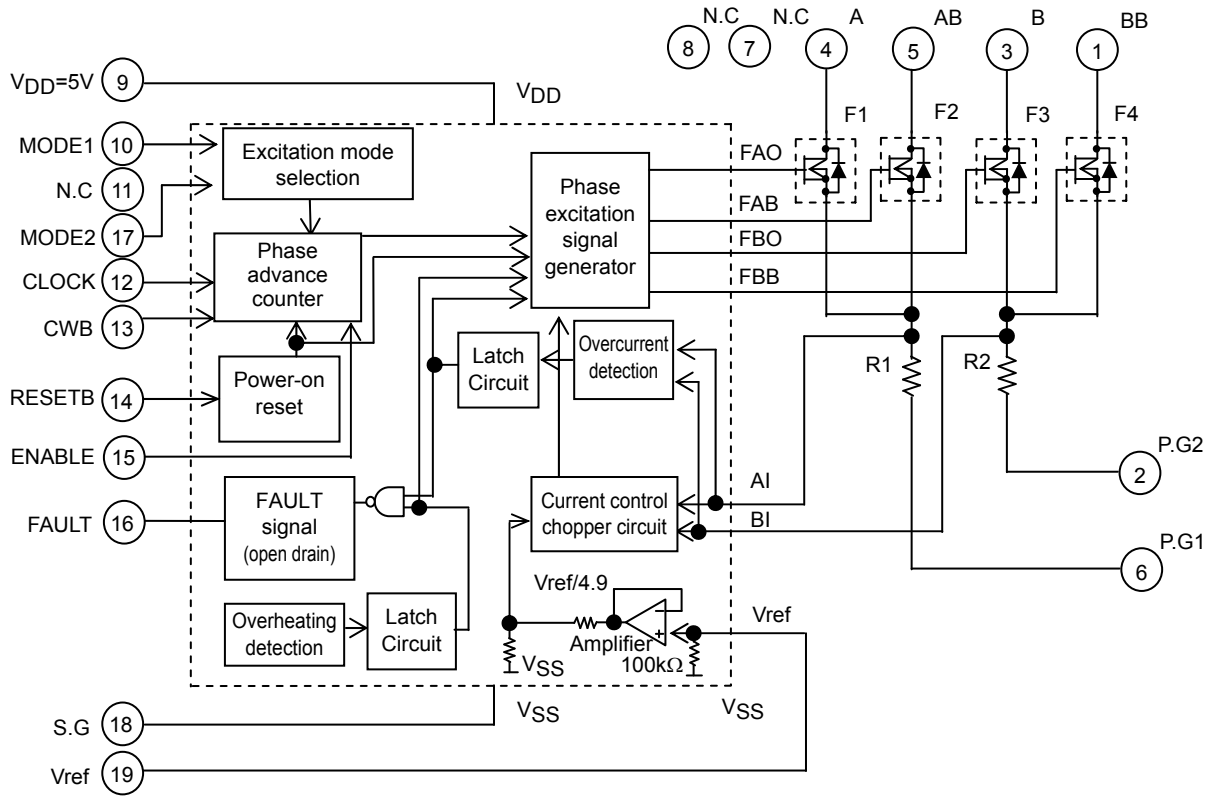 N.C
N.C
A
AB
B
BB
8
7
4
5
3
1
VDD=5V
9
VDD
MODE1
10
N.C
11
MODE2
17
CLOCK
12
CWB
13
RESETB
14
ENABLE
15
FAULT
16
Excitation mode
selection
Phase
advance
counter
Power-on
reset
FAULT
signal
(open drain)
Overheating
detection
Latch
Circuit
Latch
Circuit
Overcurrent
detection
Phase
excitation
signal
generator
Current control
chopper circuit
FAO
FAB
FBO
FBB
F1
F2
F3
F4
R1
R2
P.G2
2
P.G1
6
AI
BI
Vref/4.9
Amplifier
−
+
Vref
100kΩ
VSS
VSS
VSS
S.G
18
Vref
19